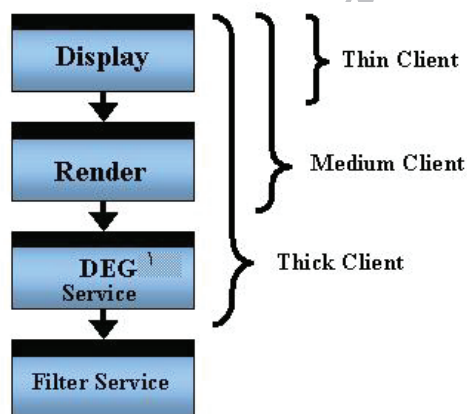 Display
Thin Client
Render
Medium Client
DEG
Service
Thick Client
Filter Service